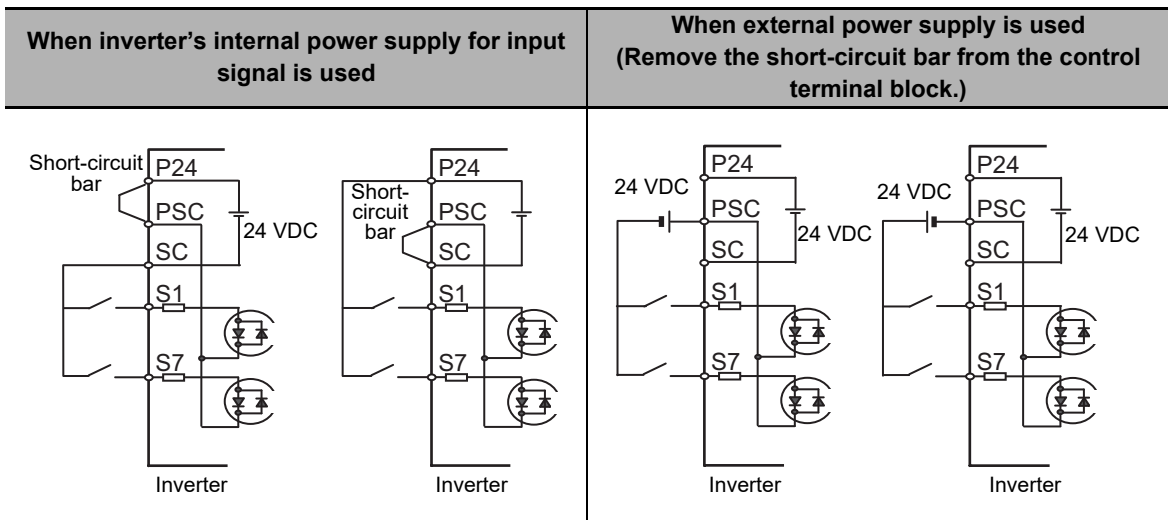 When inverter's internal power supply for input
signal is used
When external power supply is used
(Remove the short-circuit bar from the control
terminal block.)
Short-circuit
bar
P24
PSC
24 VDC
SC
S1
S7
Inverter
Short-
circuit
bar
P24
PSC
SC
S1
S7
Inverter
24 VDC
P24
PSC
24 VDC
SC
S1
S7
Inverter
24 VDC
P24
PSC
24 VDC
SC
S1
S7
Inverter